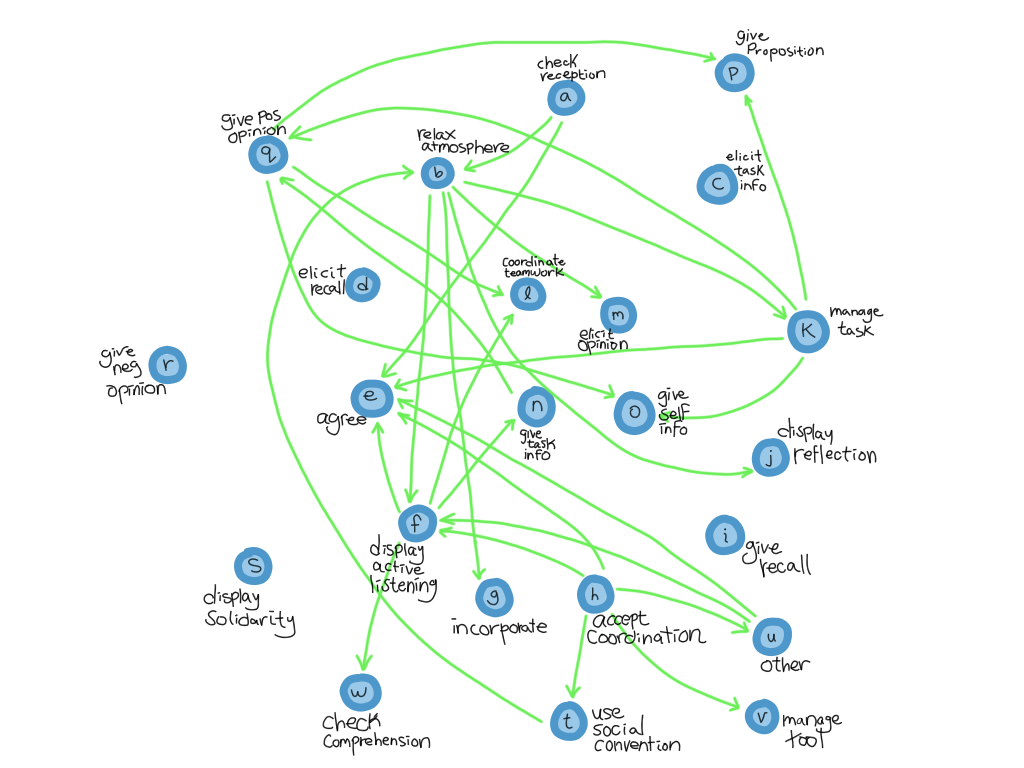 give
Proposition
P
check
reception
a
give pos
opinion
q
relax
atmosphere
b
elicit
task
info
C
elicit
recall
d
Coordinate
teamwork
l
m
elicit
opinion
K
manage
task
give
neg
opinion
r
e
agree
n
give
task
info
O
give
self
info
j
display
reflection
f
display
active
listening
i
give
recall
S
display
Solidarity
g
incorporate
h
accept
Coordination
u
Other
w
Check
Comprehension
t
use
Social
convention
v
manage
tool